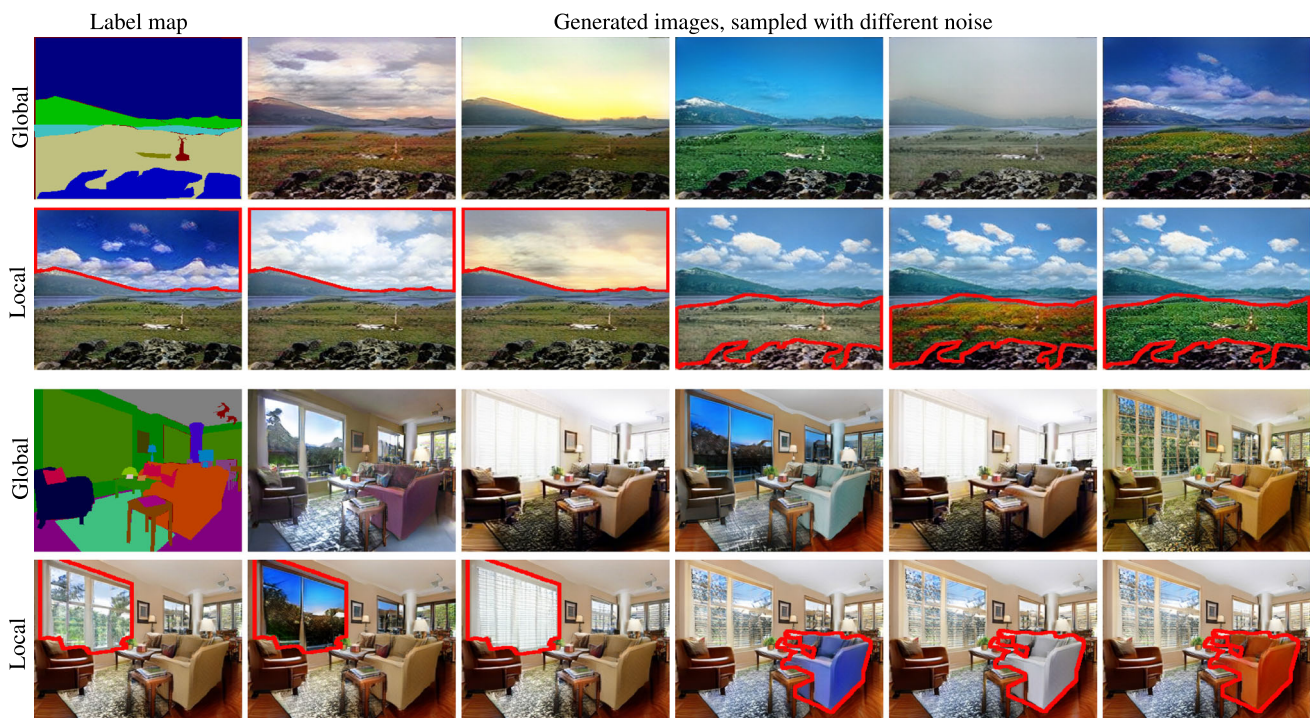 Label map
Generated images, sampled with different noise
Global
Local
Global
Local